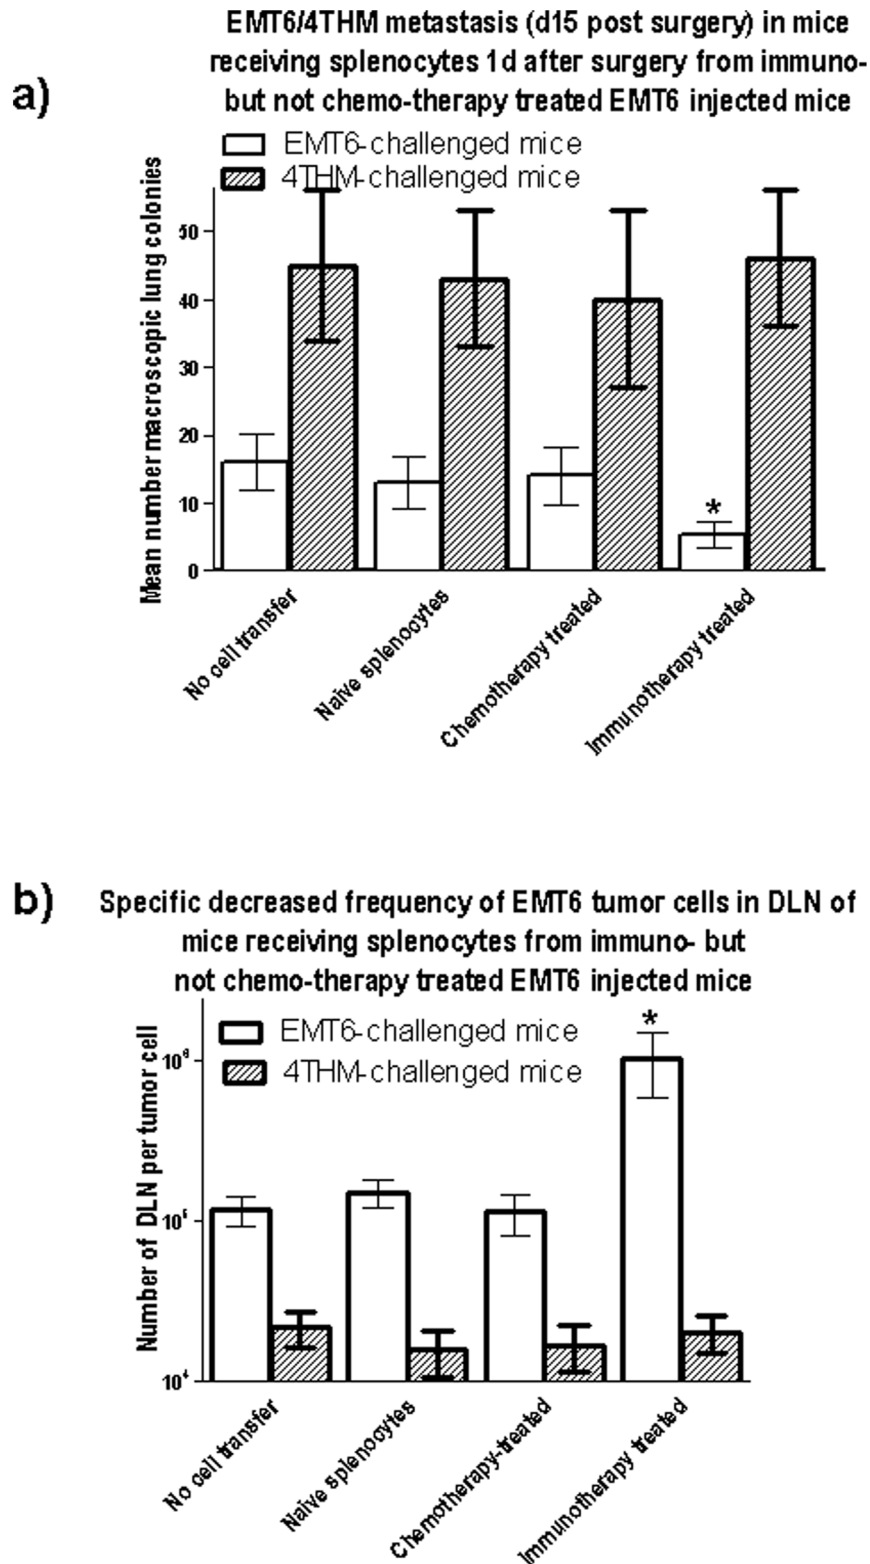 a)
EMT6/4THM metastasis (d15 post surgery) in mice
receiving splenocytes 1d after surgery from immuno-
but not chemo-therapy treated EMT6 injected mice
EMT6-challenged mice
4THM-challenged mice
Mean number macroscopic lung colonies
50
40
30
20
10
0
*
No cell transfer
Naive splenocytes
Chemotherapy treated
Immunotherapy treated
b)
Specific decreased frequency of EMT6 tumor cells in DLN of
mice receiving splenocytes from immuno- but
not chemo-therapy treated EMT6 injected mice
EMT6-challenged mice
4THM-challenged mice
*
Number of DLN per tumor cell
10⁶
10⁵
10⁴
No cell transfer
Naive splenocytes
Chemotherapy-treated
Immunotherapy treated